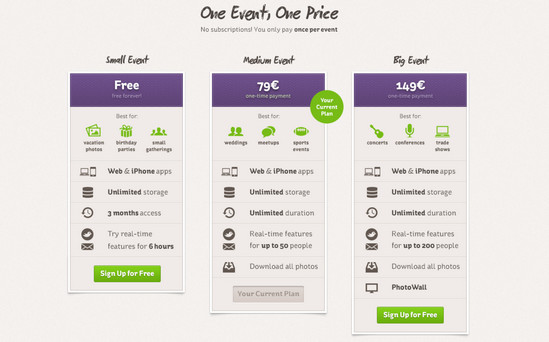 One Event, One Price
No subscriptions! You only pay once per event
Small Event
Free
free forever!
Best for:
vacation photos
birthday parties
small gatherings
Web & iPhone apps
Unlimited storage
3 months access
Try real-time
features for 6 hours
Sign Up for Free
Medium Event
79€
one-time payment
Your Current Plan
Best for:
weddings
meetups
sports events
Web & iPhone apps
Unlimited storage
Unlimited duration
Real-time features
for up to 50 people
Download all photos
Your Current Plan
Big Event
149€
one-time payment
Best for:
concerts
conferences
trade shows
Web & iPhone apps
Unlimited storage
Unlimited duration
Real-time features
for up to 200 people
Download all photos
PhotoWall
Sign Up for Free